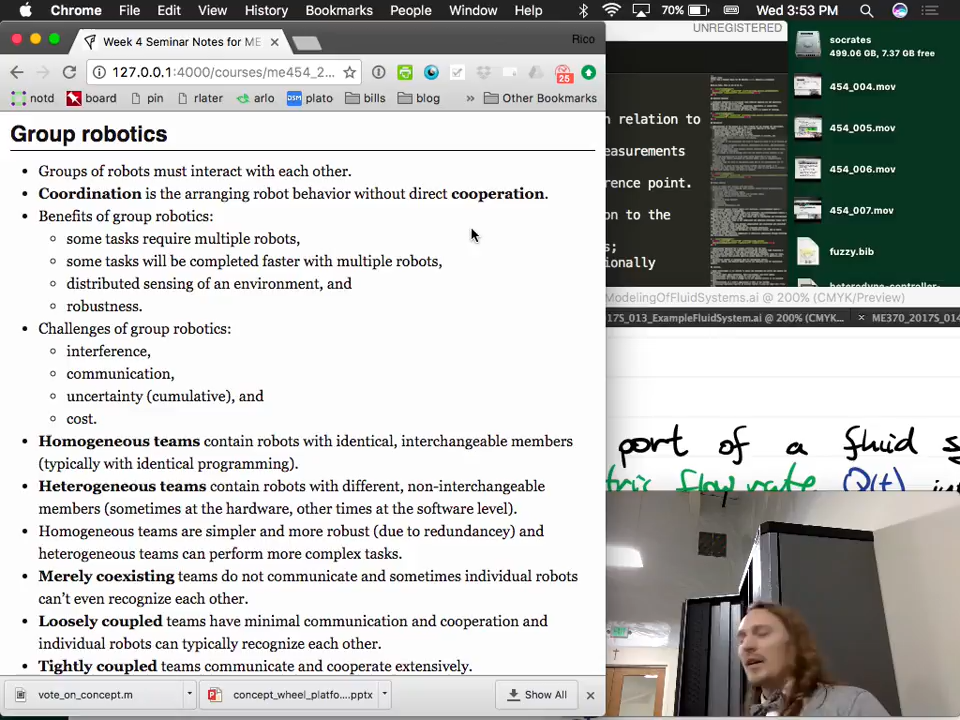 Chrome File Edit View History Bookmarks People Window Help 70% Wed 3:53 PM
Week 4 Seminar Notes for ME
Rico
127.0.0.1:4000/courses/me454_2...
25
notd board pin rlater arlo DSM plato bills blog » Other Bookmarks
Group robotics
• Groups of robots must interact with each other.
• Coordination is the arranging robot behavior without direct cooperation.
• Benefits of group robotics:
◦ some tasks require multiple robots,
◦ some tasks will be completed faster with multiple robots,
◦ distributed sensing of an environment, and
◦ robustness.
• Challenges of group robotics:
◦ interference,
◦ communication,
◦ uncertainty (cumulative), and
◦ cost.
• Homogeneous teams contain robots with identical, interchangeable members
(typically with identical programming).
• Heterogeneous teams contain robots with different, non-interchangeable
members (sometimes at the hardware, other times at the software level).
• Homogeneous teams are simpler and more robust (due to redundancy) and
heterogeneous teams can perform more complex tasks.
• Merely coexisting teams do not communicate and sometimes individual robots
can't even recognize each other.
• Loosely coupled teams have minimal communication and cooperation and
individual robots can typically recognize each other.
• Tightly coupled teams communicate and cooperate extensively.
vote_on_concept.m
concept_wheel_platfo....pptx
Show All
UNREGISTERED
n relation to
easurements
rence point.
on to the
s;
ionally
socrates
499.06 GB, 7.37 GB free
454_004.mov
454_005.mov
454_006.mov
454_007.mov
fuzzy.bib
heterodyne-controller-
ModelingOfFluidSystems.ai @ 200% (CMYK/Preview)
17S_013_ExampleFluidSystem.ai @ 200% (CMYK... × ME370_2017S_014
port of a fluid s
tric flow rate Q(t)